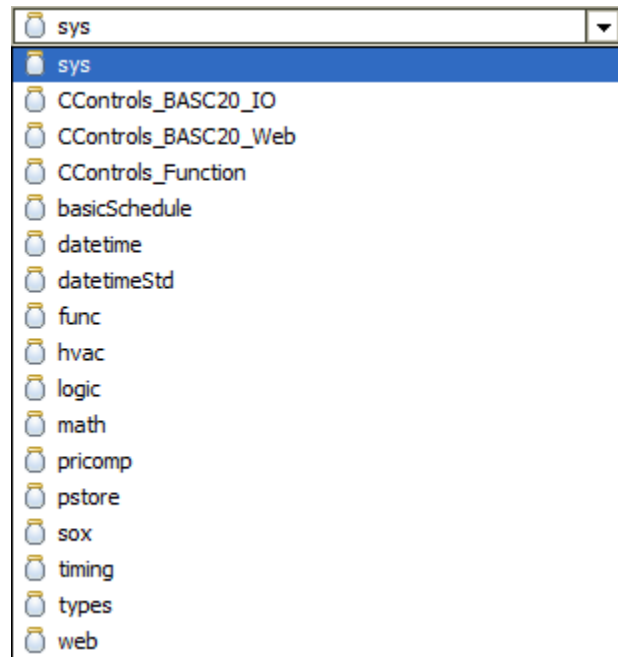 sys
sys
CControls_BASC20_IO
CControls_BASC20_Web
CControls_Function
basicSchedule
datetime
datetimeStd
func
hvac
logic
math
pricomp
pstore
sox
timing
types
web